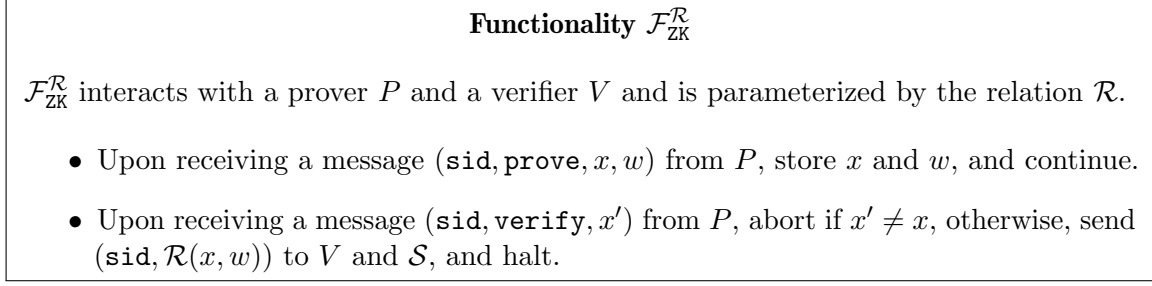 Functionality $\mathcal{F}_{\mathtt{ZK}}^{\mathcal{R}}$
$\mathcal{F}_{\mathtt{ZK}}^{\mathcal{R}}$ interacts with a prover $P$ and a verifier $V$ and is parameterized by the relation $\mathcal{R}$.
• Upon receiving a message $(\mathtt{sid}, \mathtt{prove}, x, w)$ from $P$, store $x$ and $w$, and continue.
• Upon receiving a message $(\mathtt{sid}, \mathtt{verify}, x')$ from $P$, abort if $x' \neq x$, otherwise, send
$(\mathtt{sid}, \mathcal{R}(x, w))$ to $V$ and $\mathcal{S}$, and halt.